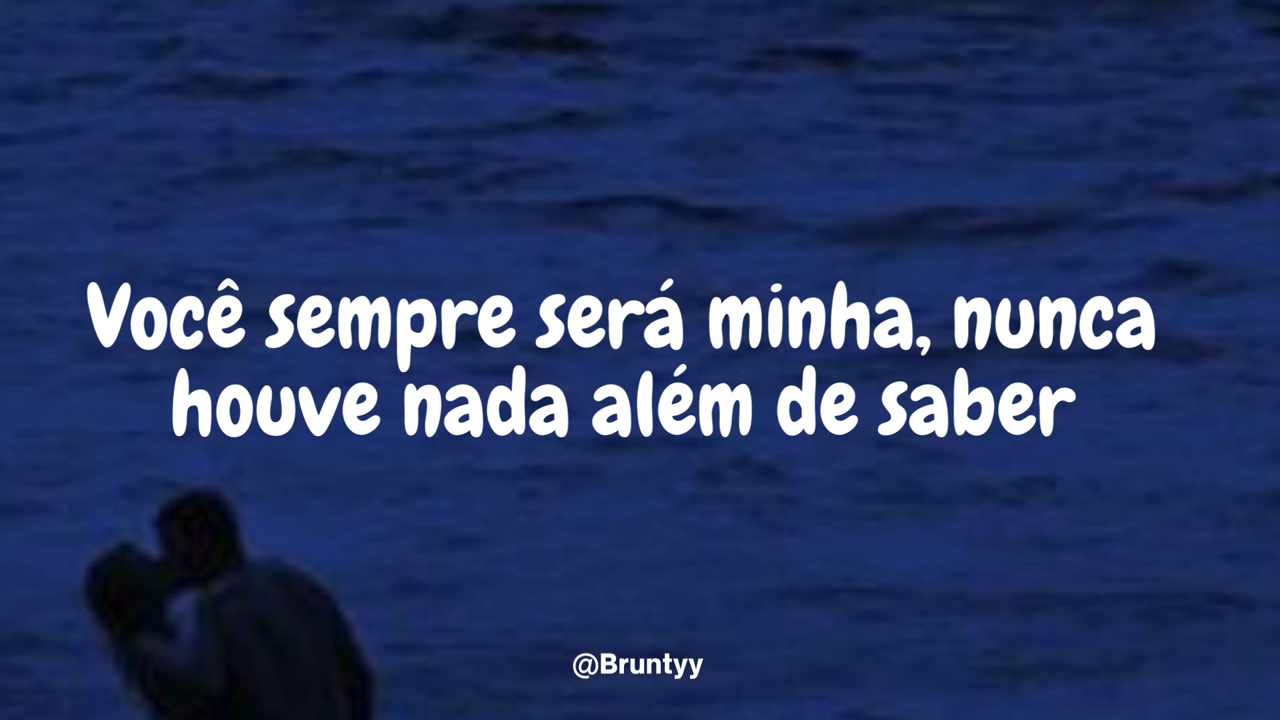 Você sempre será minha, nunca
houve nada além de saber
@Bruntyy